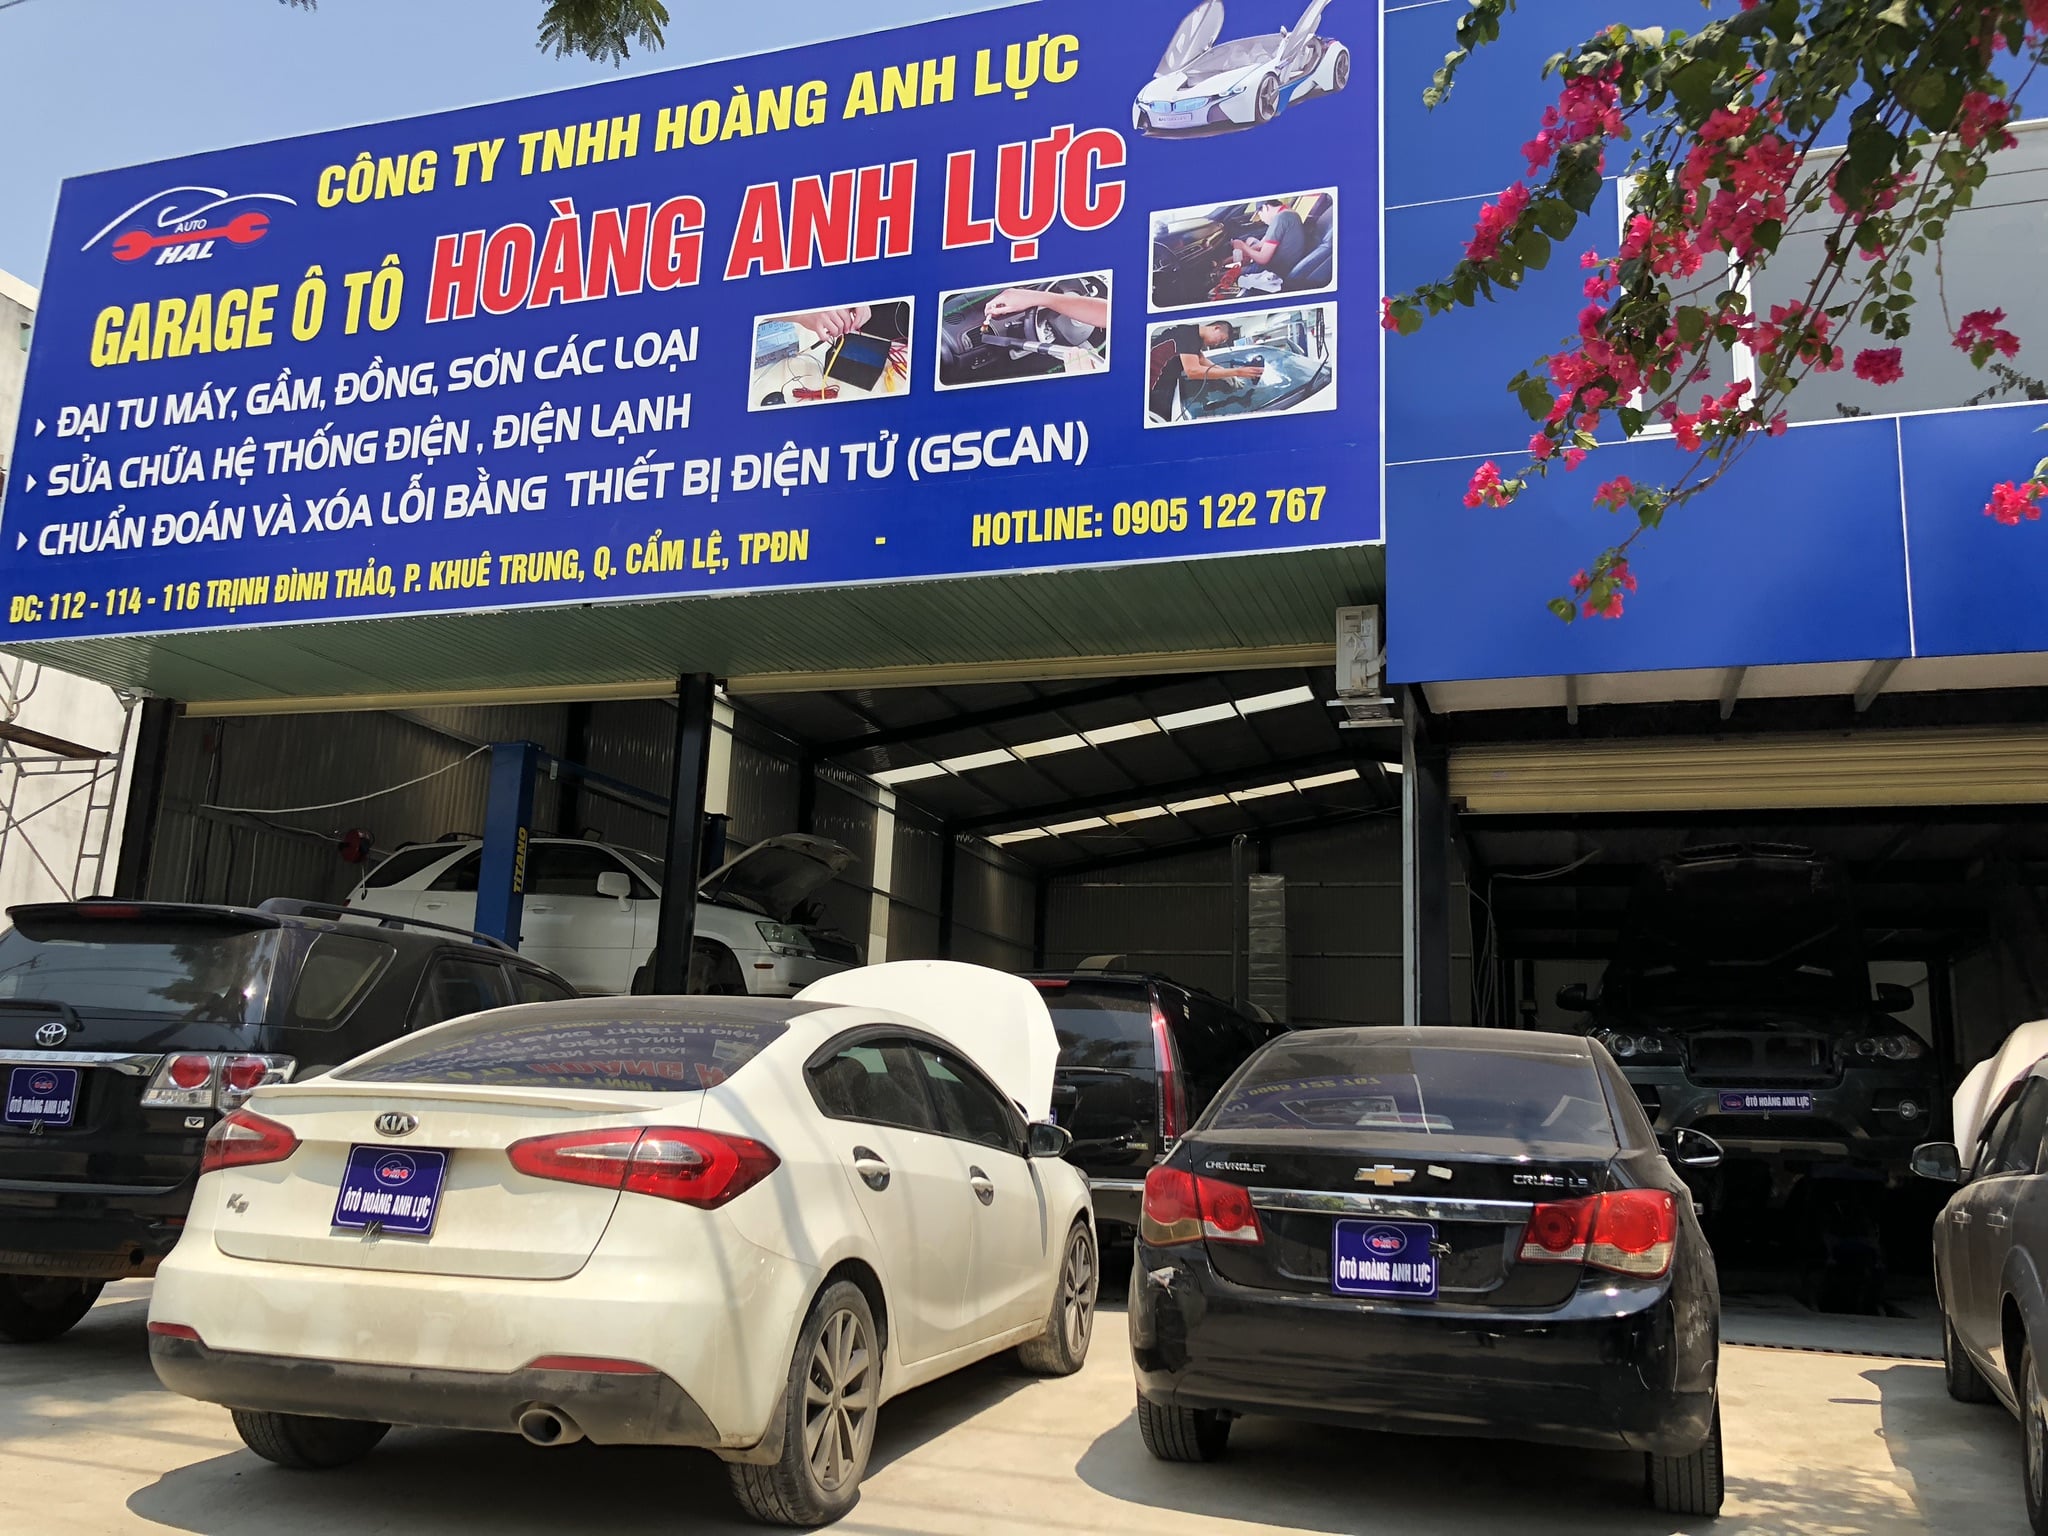 CÔNG TY TNHH HOÀNG ANH LỰC
AUTO
HAL
GARAGE Ô TÔ HOÀNG ANH LỰC
ĐẠI TU MÁY, GẦM, ĐỒNG, SƠN CÁC LOẠI
SỬA CHỮA HỆ THỐNG ĐIỆN , ĐIỆN LẠNH
CHUẨN ĐOÁN VÀ XÓA LỖI BẰNG THIẾT BỊ ĐIỆN TỬ (GSCAN)
ĐC: 112 - 114 - 116 TRỊNH ĐÌNH THẢO, P. KHUÊ TRUNG, Q. CẨM LỆ, TPĐN - HOTLINE: 0905 122 767
TITANO
ÔTÔ HOÀNG ANH LỰC
KIA
K3
ÔTÔ HOÀNG ANH LỰC
CHEVROLET
CRUZE LS
ÔTÔ HOÀNG ANH LỰC
ÔTÔ HOÀNG ANH LỰC